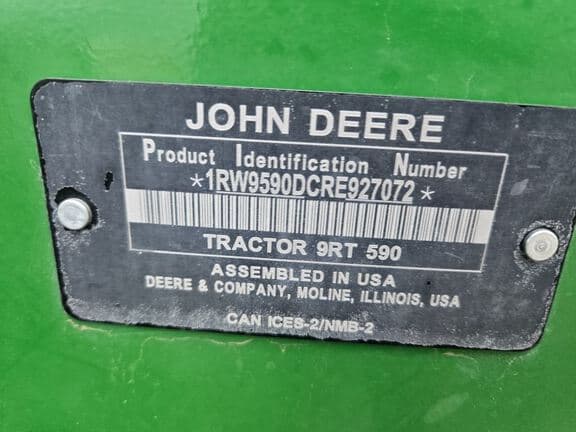 JOHN DEERE
Product Identification Number
*1RW9590DCRE927072*
TRACTOR 9RT 590
ASSEMBLED IN USA
DEERE & COMPANY, MOLINE, ILLINOIS, USA
CAN ICES-2/NMB-2